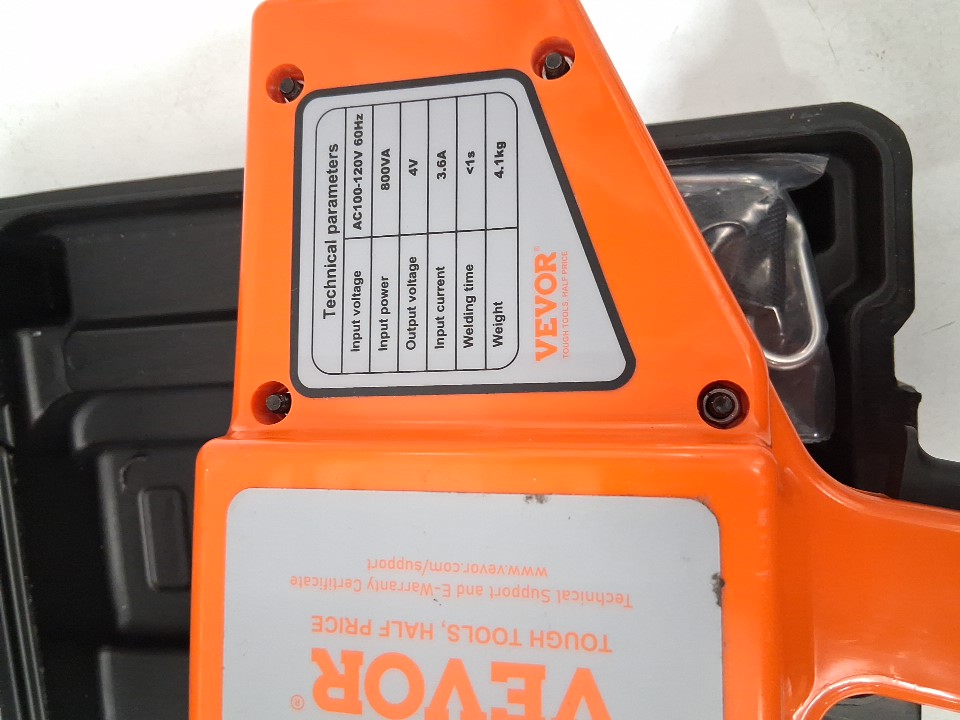 Technical parameters
Input voltage AC100-120V 60Hz
Input power 800VA
Output voltage 4V
Input current 3.6A
Welding time <1s
Weight 4.1kg
VEVOR®
TOUGH TOOLS, HALF PRICE
VEVOR®
TOUGH TOOLS, HALF PRICE
Technical Support and E-Warranty Certificate
www.vevor.com/support